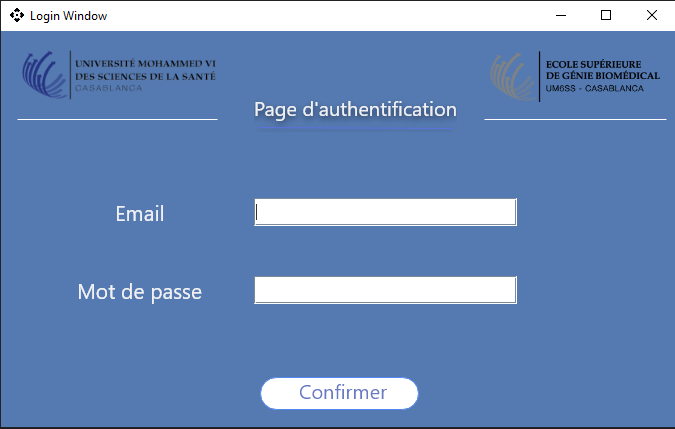 Login Window
UNIVERSITÉ MOHAMMED VI
DES SCIENCES DE LA SANTÉ
CASABLANCA
ECOLE SUPÉRIEURE
DE GÉNIE BIOMÉDICAL
UM6SS - CASABLANCA
Page d'authentification
Email
Mot de passe
Confirmer